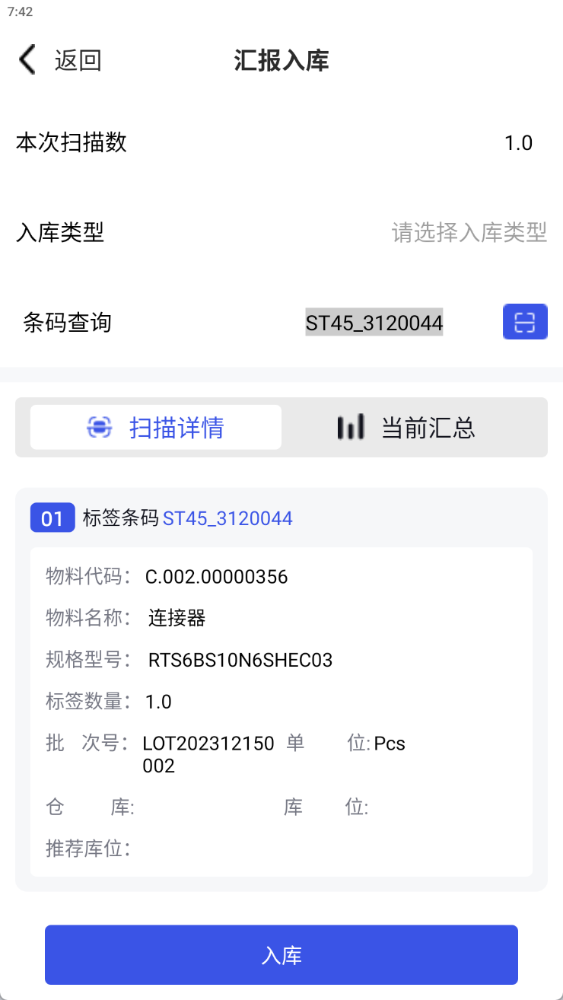 7:42
返回 汇报入库
本次扫描数 1.0
入库类型 请选择入库类型
条码查询 ST45_3120044
扫描详情 当前汇总
01 标签条码 ST45_3120044
物料代码： C.002.00000356
物料名称： 连接器
规格型号： RTS6BS10N6SHEC03
标签数量： 1.0
批 次号： LOT202312150 单 位: Pcs
002
仓 库: 库 位:
推荐库位：
入库